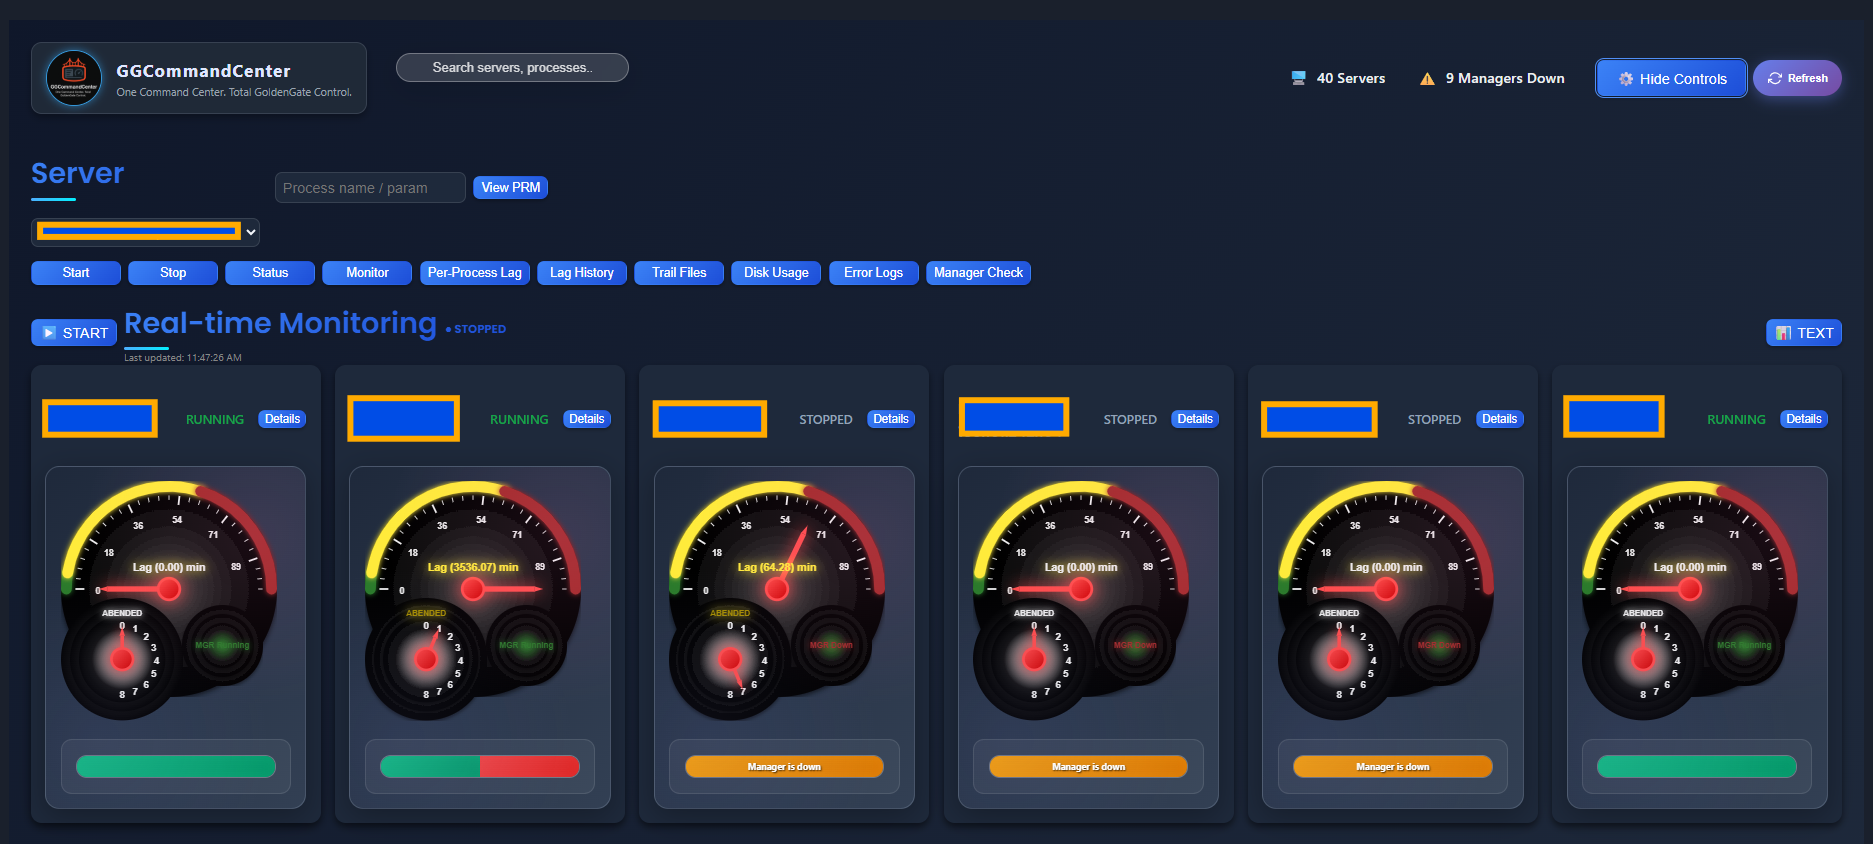 GGCommandCenter
One Command Center. Total GoldenGate Control.
Search servers, processes..
40 Servers
9 Managers Down
Hide Controls
Refresh
Server
Process name / param
View PRM
Start Stop Status Monitor Per-Process Lag Lag History Trail Files Disk Usage Error Logs Manager Check
START
Real-time Monitoring
• STOPPED
TEXT
Last updated: 11:47:26 AM
RUNNING Details
0 18 36 54 71 89
Lag (0.00) min
ABENDED
0 1 2 3 4 5 6 7 8
MGR Running
RUNNING Details
0 18 36 54 71 89
Lag (3536.07) min
ABENDED
0 1 2 3 4 5 6 7 8
MGR Running
STOPPED Details
0 18 36 54 71 89
Lag (64.28) min
ABENDED
0 1 2 3 4 5 6 7 8
MGR Down
Manager is down
STOPPED Details
0 18 36 54 71 89
Lag (0.00) min
ABENDED
0 1 2 3 4 5 6 7 8
MGR Down
Manager is down
STOPPED Details
0 18 36 54 71 89
Lag (0.00) min
ABENDED
0 1 2 3 4 5 6 7 8
MGR Down
Manager is down
RUNNING Details
0 18 36 54 71 89
Lag (0.00) min
ABENDED
0 1 2 3 4 5 6 7 8
MGR Running